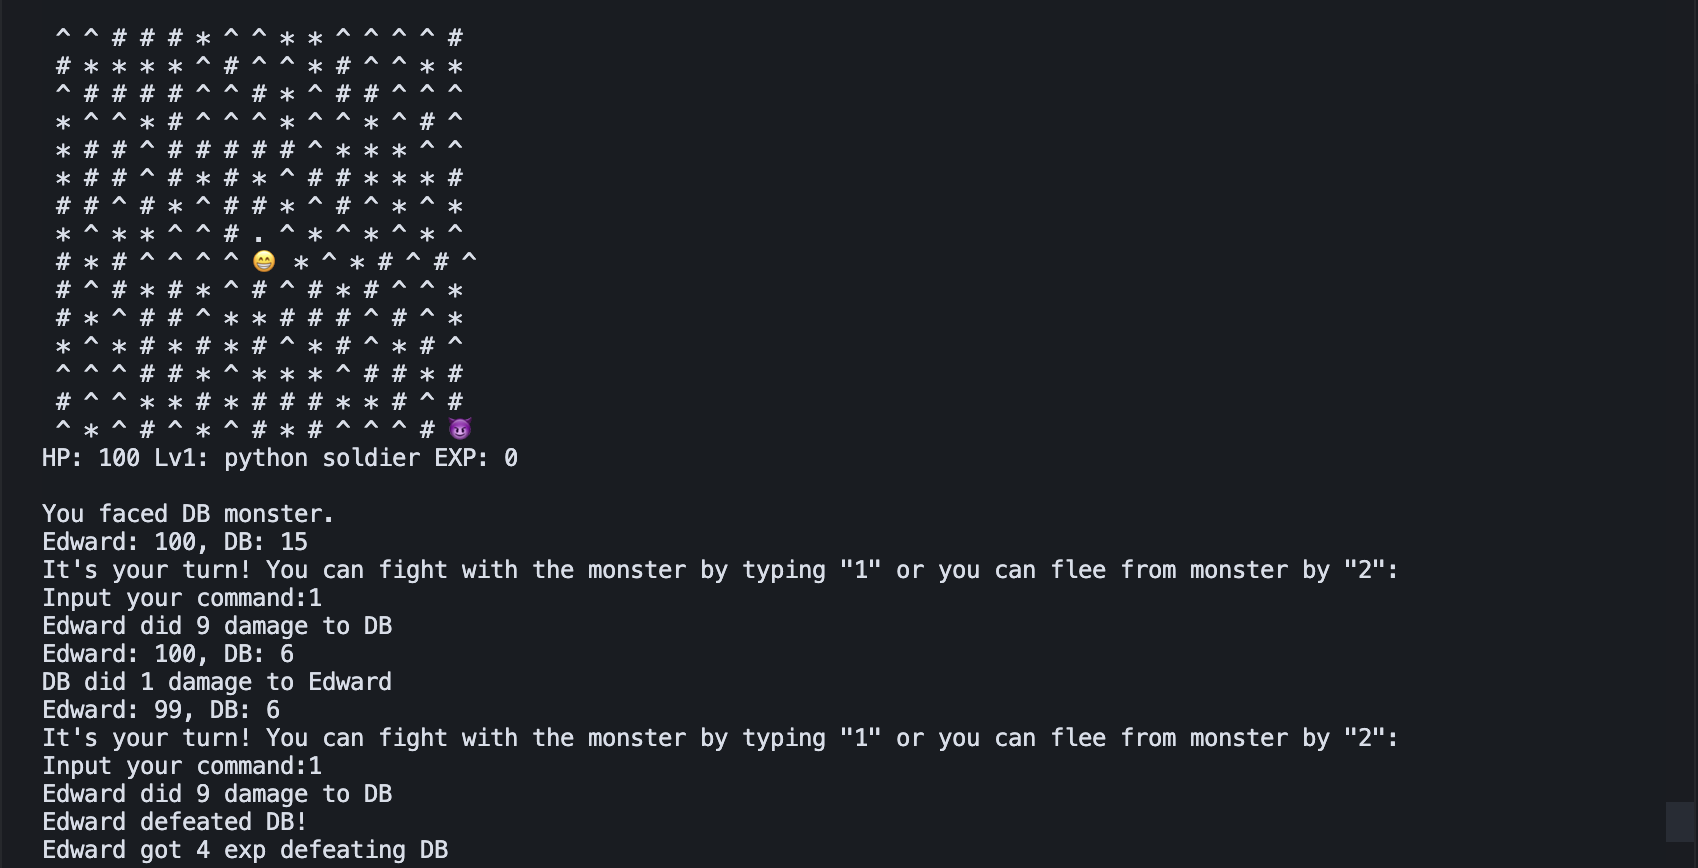 ^ ^ # # # * ^ ^ * * ^ ^ ^ ^ #
# * * * * ^ # ^ ^ * # ^ ^ * *
^ # # # # ^ ^ # * ^ # # ^ ^ ^
* ^ ^ * # ^ ^ ^ * ^ ^ * ^ # ^
* # # ^ # # # # # ^ * * * ^ ^
* # # ^ # * # * ^ # # * * * #
# # ^ # * ^ # # * ^ # ^ * ^ *
* ^ * * ^ ^ # . ^ * ^ * ^ * ^
# * # ^ ^ ^ ^ 😁 * ^ * # ^ # ^
# ^ # * # * ^ # ^ # * # ^ ^ *
# * ^ # # ^ * * # # # ^ # ^ *
* ^ * # * # * # ^ * # ^ * # ^
^ ^ ^ # # * ^ * * * ^ # # * #
# ^ ^ * * # * # # # * * # ^ #
^ * ^ # ^ * ^ # * # ^ ^ ^ # 😈
HP: 100 Lv1: python soldier EXP: 0
You faced DB monster.
Edward: 100, DB: 15
It's your turn! You can fight with the monster by typing "1" or you can flee from monster by "2":
Input your command:1
Edward did 9 damage to DB
Edward: 100, DB: 6
DB did 1 damage to Edward
Edward: 99, DB: 6
It's your turn! You can fight with the monster by typing "1" or you can flee from monster by "2":
Input your command:1
Edward did 9 damage to DB
Edward defeated DB!
Edward got 4 exp defeating DB